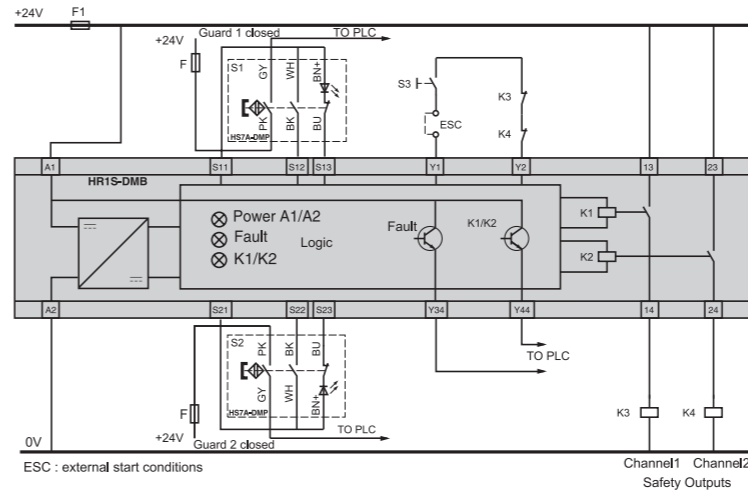 +24V F1
+24V Guard 1 closed TO PLC
F S1 GY WH BN+
S3
K3
ESC
K4
PK BK BU
HS7A-DMP
A1 S11 S12 S13 Y1 Y2 13 23
HR1S-DMB
Power A1/A2
Fault
K1/K2
Logic
Fault K1/K2
K1
K2
A2 S21 S22 S23 Y34 Y44 14 24
S2 PK BK BU
TO PLC
GY WH BN+
HS7A-DMP
F
K3 K4
TO PLC
+24V
Guard 2 closed
0V
ESC : external start conditions
Channel1 Channel2
Safety Outputs